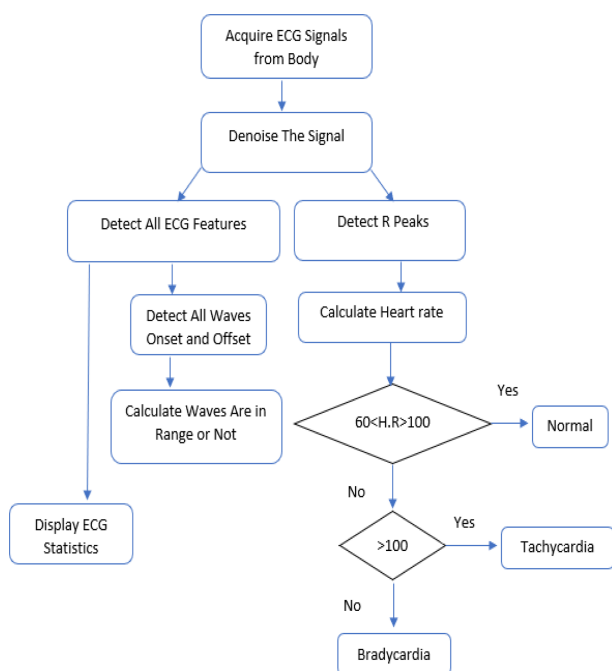 Acquire ECG Signals
from Body
Denoise The Signal
Detect All ECG Features
Detect R Peaks
Detect All Waves
Onset and Offset
Calculate Heart rate
Calculate Waves Are in
Range or Not
60<H.R>100
Yes
Normal
No
Display ECG
Statistics
>100
Yes
Tachycardia
No
Bradycardia